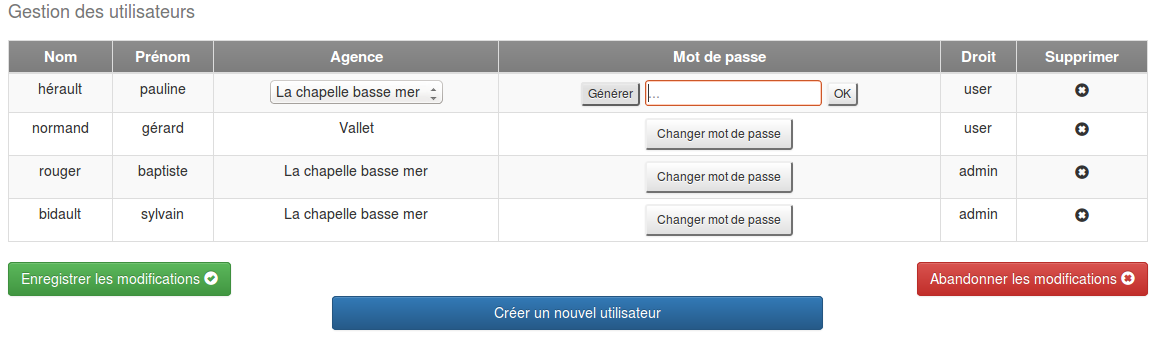 Gestion des utilisateurs
Nom Prénom Agence Mot de passe Droit Supprimer
hérault pauline La chapelle basse mer Générer ... OK user
normand gérard Vallet Changer mot de passe user
rouger baptiste La chapelle basse mer Changer mot de passe admin
bidault sylvain La chapelle basse mer Changer mot de passe admin
Enregistrer les modifications Abandonner les modifications
Créer un nouvel utilisateur